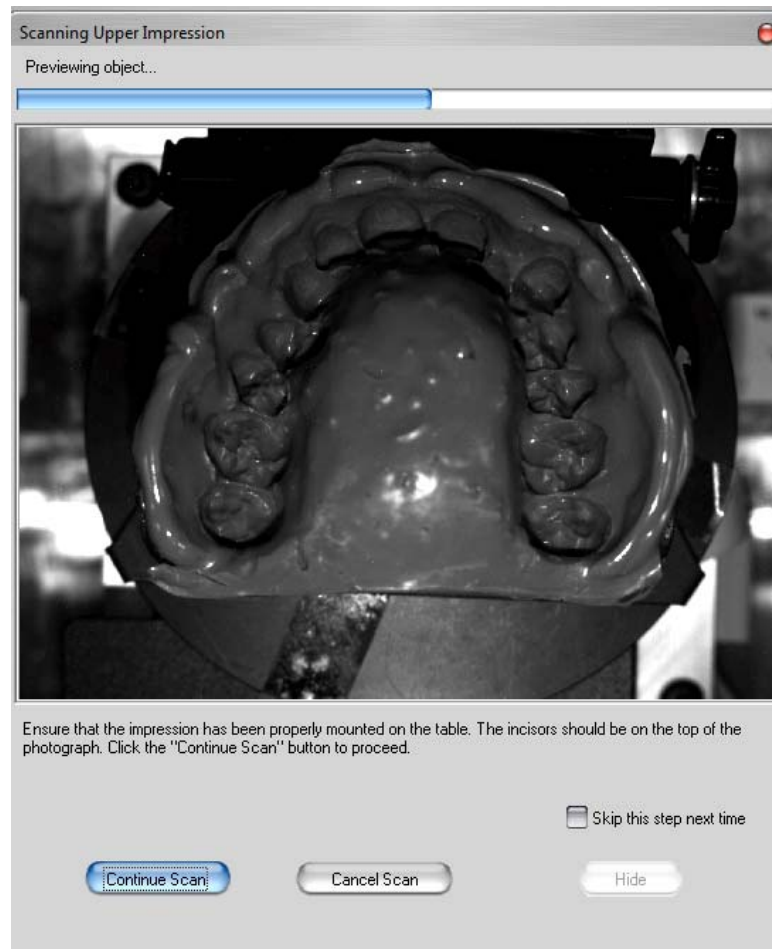 Scanning Upper Impression
Previewing object...
Ensure that the impression has been properly mounted on the table. The incisors should be on the top of the
photograph. Click the "Continue Scan" button to proceed.
Skip this step next time
Continue Scan
Cancel Scan
Hide